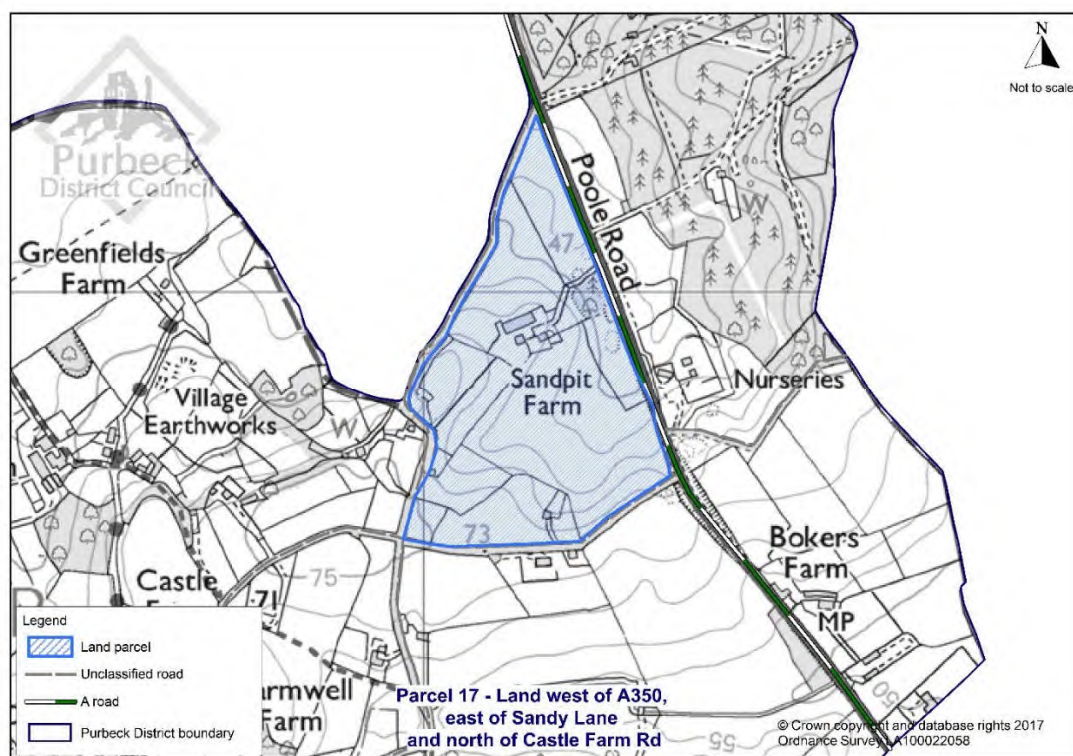 N
Not to scale
Purbeck
District Council
Poole Road
47
W
Greenfields
Farm
Village
Earthworks
W
Sandpit
Farm
Nurseries
73
75
71
Castle
Bokers
Farm
MP
50
55
Farm
Legend
Land parcel
Unclassified road
A road
Purbeck District boundary
Parcel 17 - Land west of A350,
east of Sandy Lane
and north of Castle Farm Rd
© Crown copyright and database rights 2017
Ordnance Survey LA100022058